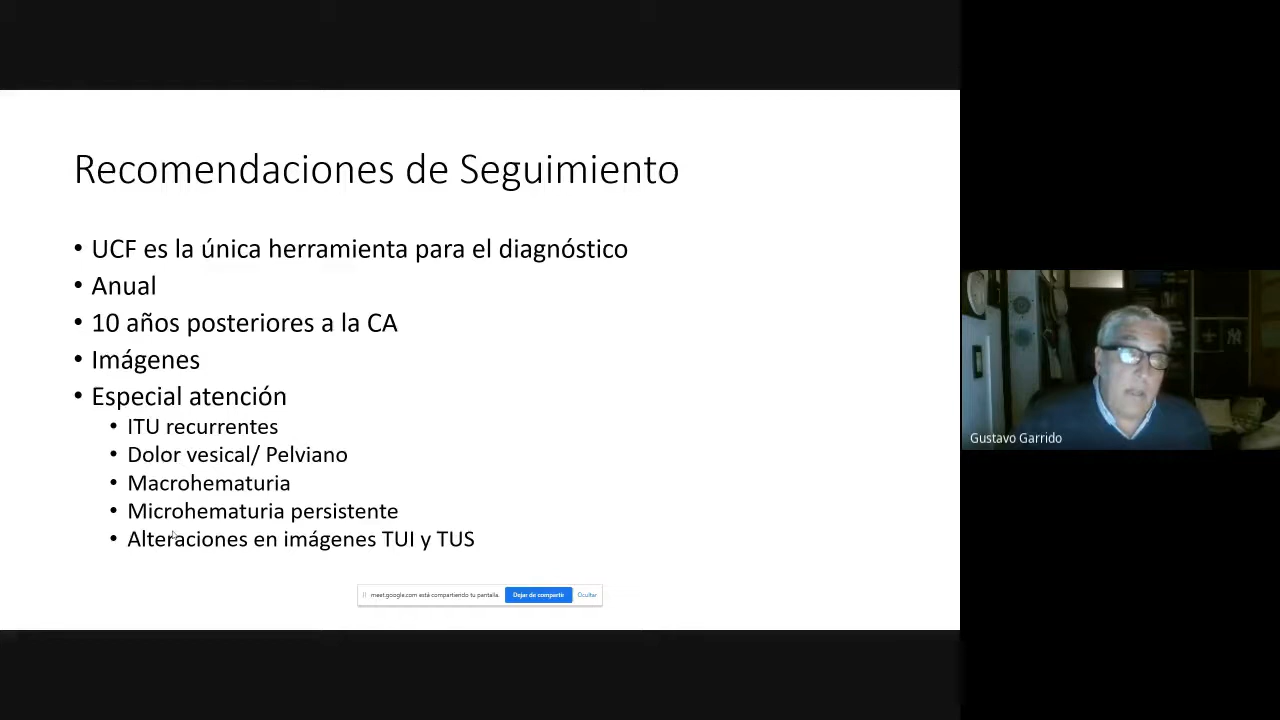 Recomendaciones de Seguimiento
• UCF es la única herramienta para el diagnóstico
• Anual
• 10 años posteriores a la CA
• Imágenes
• Especial atención
• ITU recurrentes
• Dolor vesical/ Pelviano
• Macrohematuria
• Microhematuria persistente
• Alteraciones en imágenes TUI y TUS
meet.google.com está compartiendo tu pantalla.
Dejar de compartir
Ocultar
Gustavo Garrido